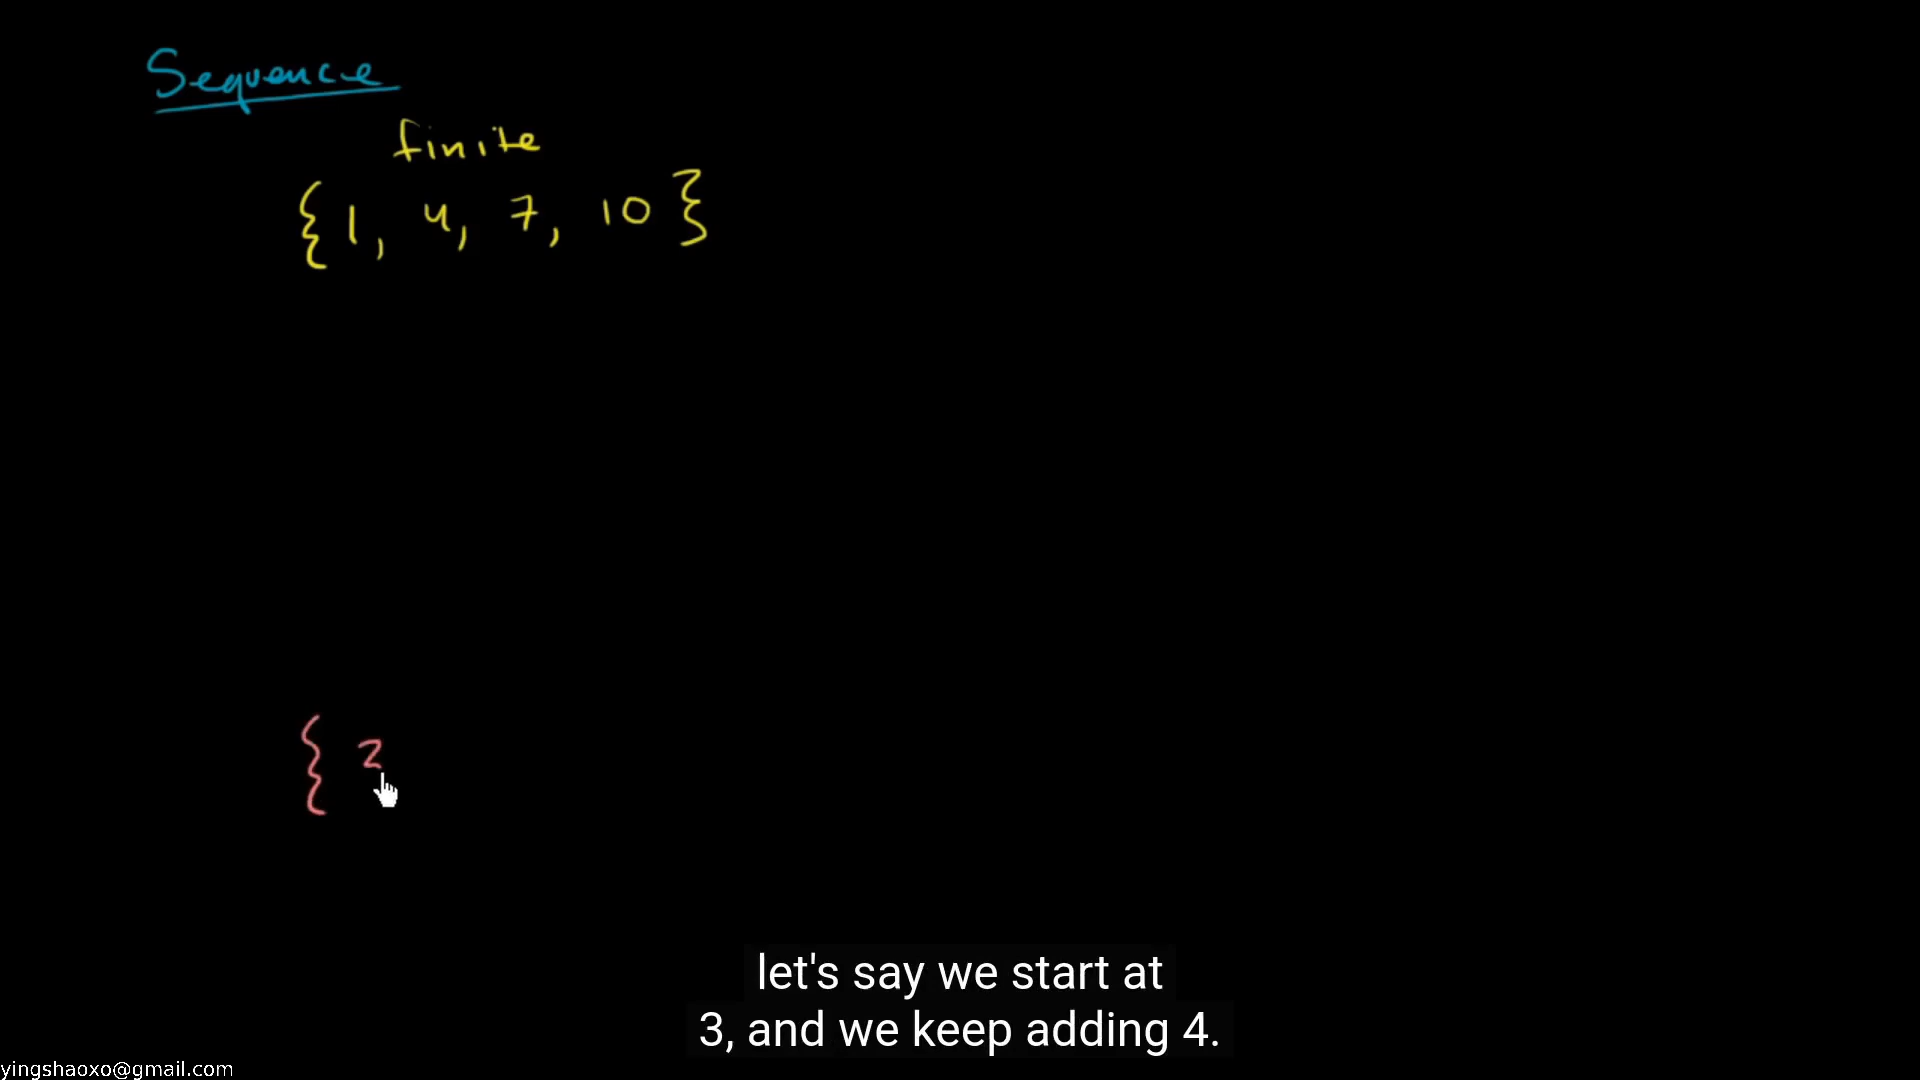 Sequence
finite
{1, 4, 7, 10}
{ 2
let's say we start at
3, and we keep adding 4.
yingshaoxo@gmail.com